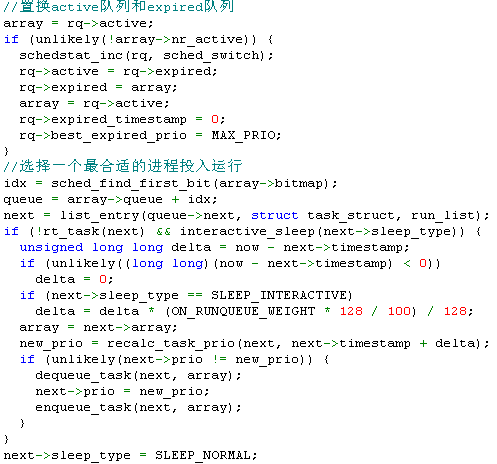 //置换active队列和expired队列
array = rq->active;
if (unlikely(!array->nr_active)) {
  schedstat_inc(rq, sched_switch);
  rq->active = rq->expired;
  rq->expired = array;
  array = rq->active;
  rq->expired_timestamp = 0;
  rq->best_expired_prio = MAX_PRIO;
}
//选择一个最合适的进程投入运行
idx = sched_find_first_bit(array->bitmap);
queue = array->queue + idx;
next = list_entry(queue->next, struct task_struct, run_list);
if (!rt_task(next) && interactive_sleep(next->sleep_type)) {
  unsigned long long delta = now - next->timestamp;
  if (unlikely((long long)(now - next->timestamp) < 0))
    delta = 0;
  if (next->sleep_type == SLEEP_INTERACTIVE)
    delta = delta * (ON_RUNQUEUE_WEIGHT * 128 / 100) / 128;
  array = next->array;
  new_prio = recalc_task_prio(next, next->timestamp + delta);
  if (unlikely(next->prio != new_prio)) {
    dequeue_task(next, array);
    next->prio = new_prio;
    enqueue_task(next, array);
  }
}
next->sleep_type = SLEEP_NORMAL;